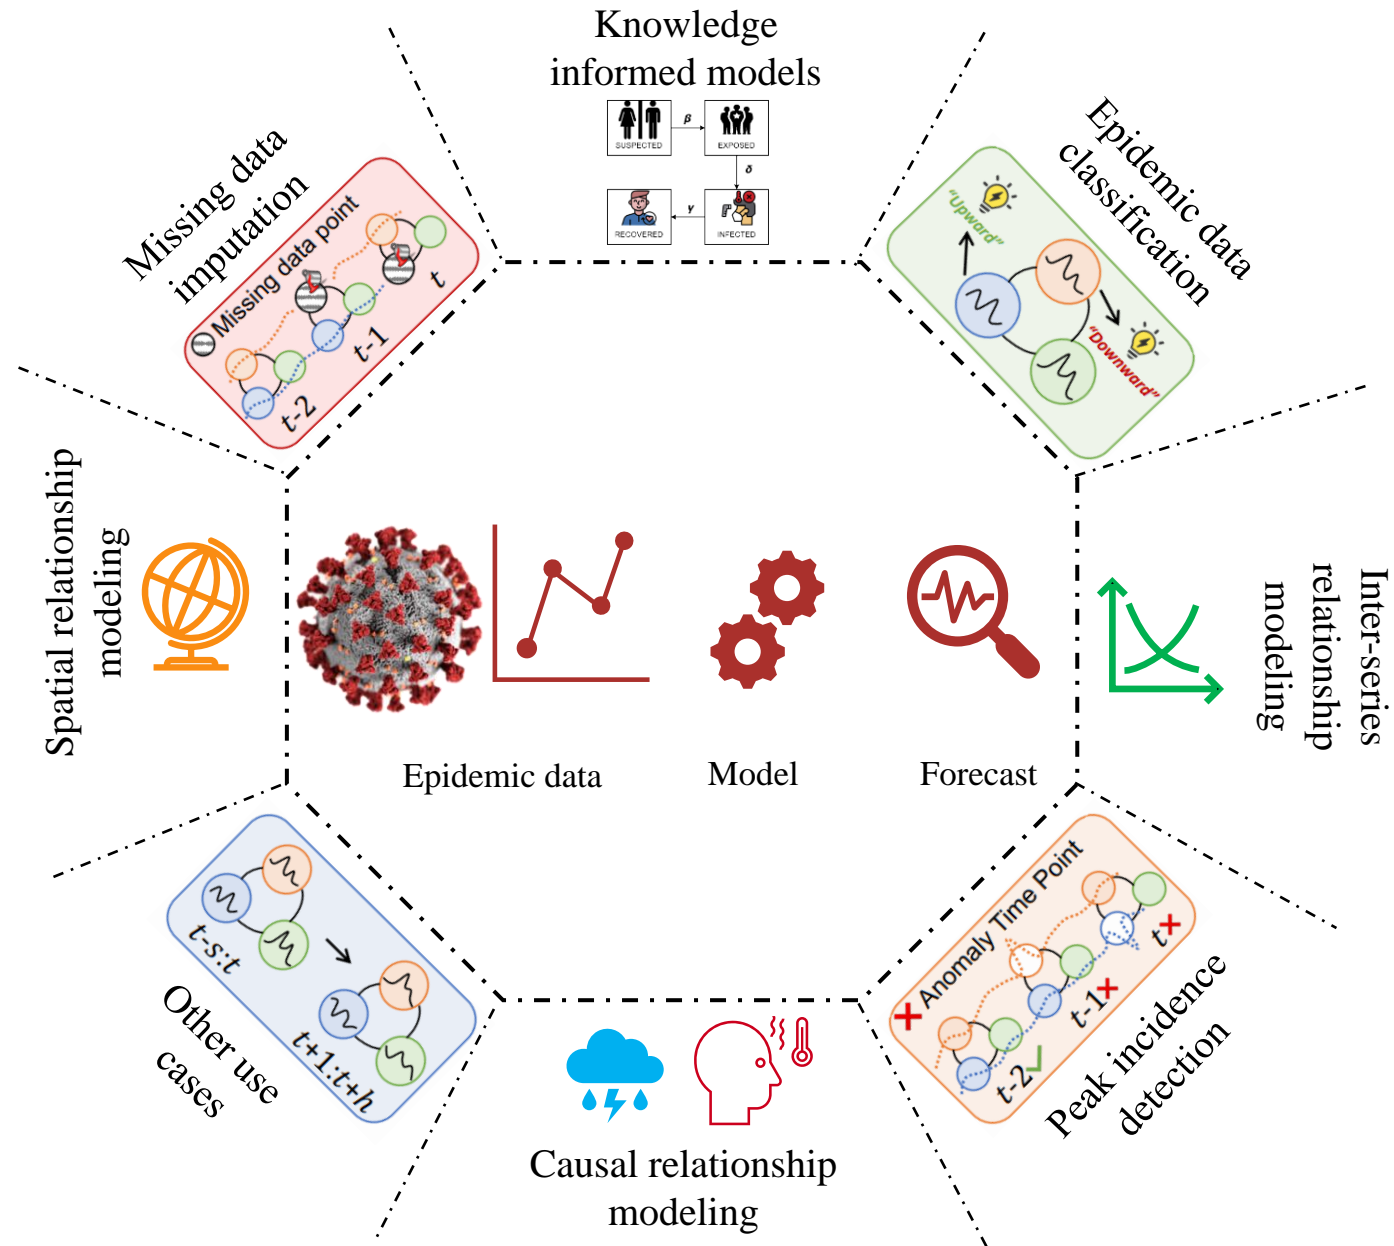 Knowledge
informed models
SUSPECTED
β
EXPOSED
δ
RECOVERED
γ
INFECTED
Missing data
imputation
Missing data point
t
t-1
t-2
Epidemic data
classification
"Upward"
"Downward"
Spatial relationship
modeling
Inter-series
relationship
modeling
Epidemic data
Model
Forecast
Other use
cases
t-s:t
t+1:t+h
Causal relationship
modeling
Anomaly Time Point
t
t-1
t-2
Peak incidence
detection